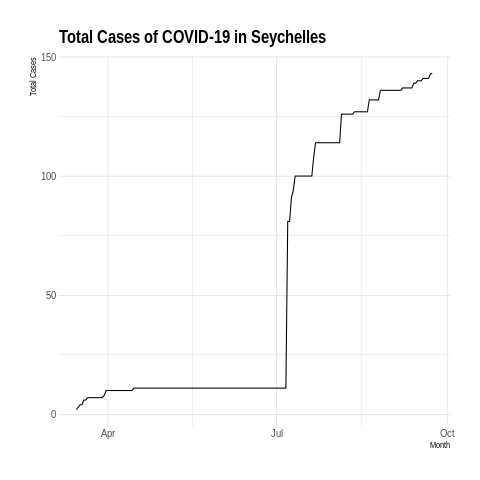 Total Cases of COVID-19 in Seychelles
Total Cases
150
100
50
0
Apr
Jul
Oct
Month